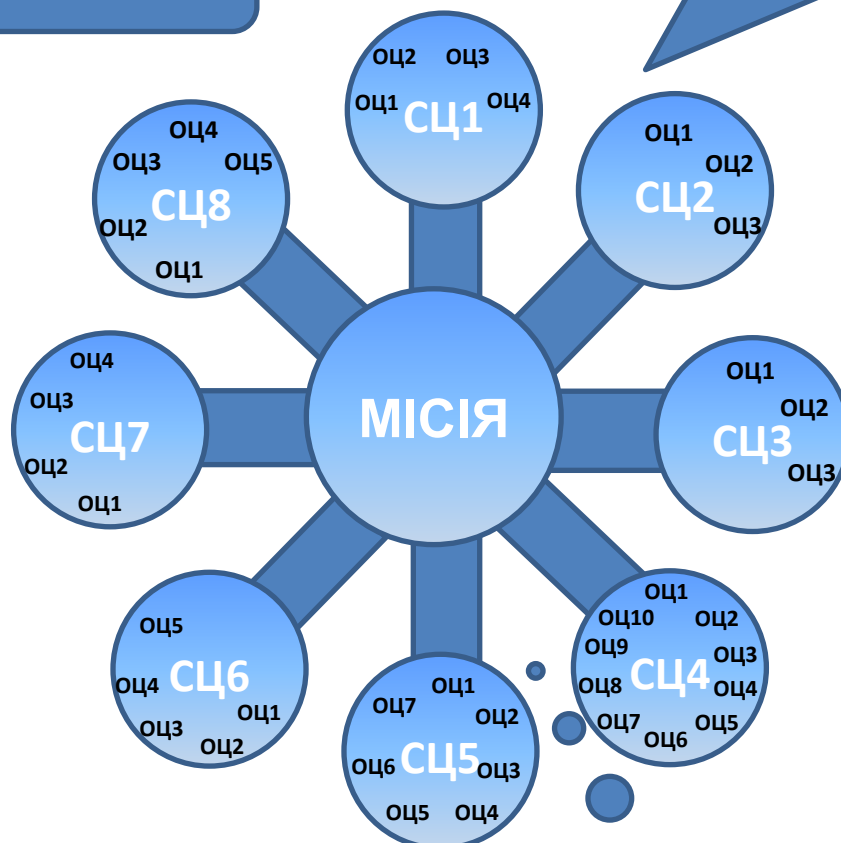 ОЦ2 ОЦ3
ОЦ1 СЦ1 ОЦ4
ОЦ1
ОЦ2
СЦ2
ОЦ3
ОЦ1
ОЦ2
СЦ3
ОЦ3
ОЦ1
ОЦ10 ОЦ2
ОЦ9 ОЦ3
СЦ4
ОЦ8 ОЦ4
ОЦ7 ОЦ5
ОЦ6
ОЦ1
ОЦ7 ОЦ2
ОЦ6 СЦ5 ОЦ3
ОЦ5 ОЦ4
ОЦ5
СЦ6
ОЦ4
ОЦ3 ОЦ1
ОЦ2
ОЦ4
ОЦ3
СЦ7
ОЦ2
ОЦ1
ОЦ4
ОЦ3 ОЦ5
СЦ8
ОЦ2
ОЦ1
МІСІЯ